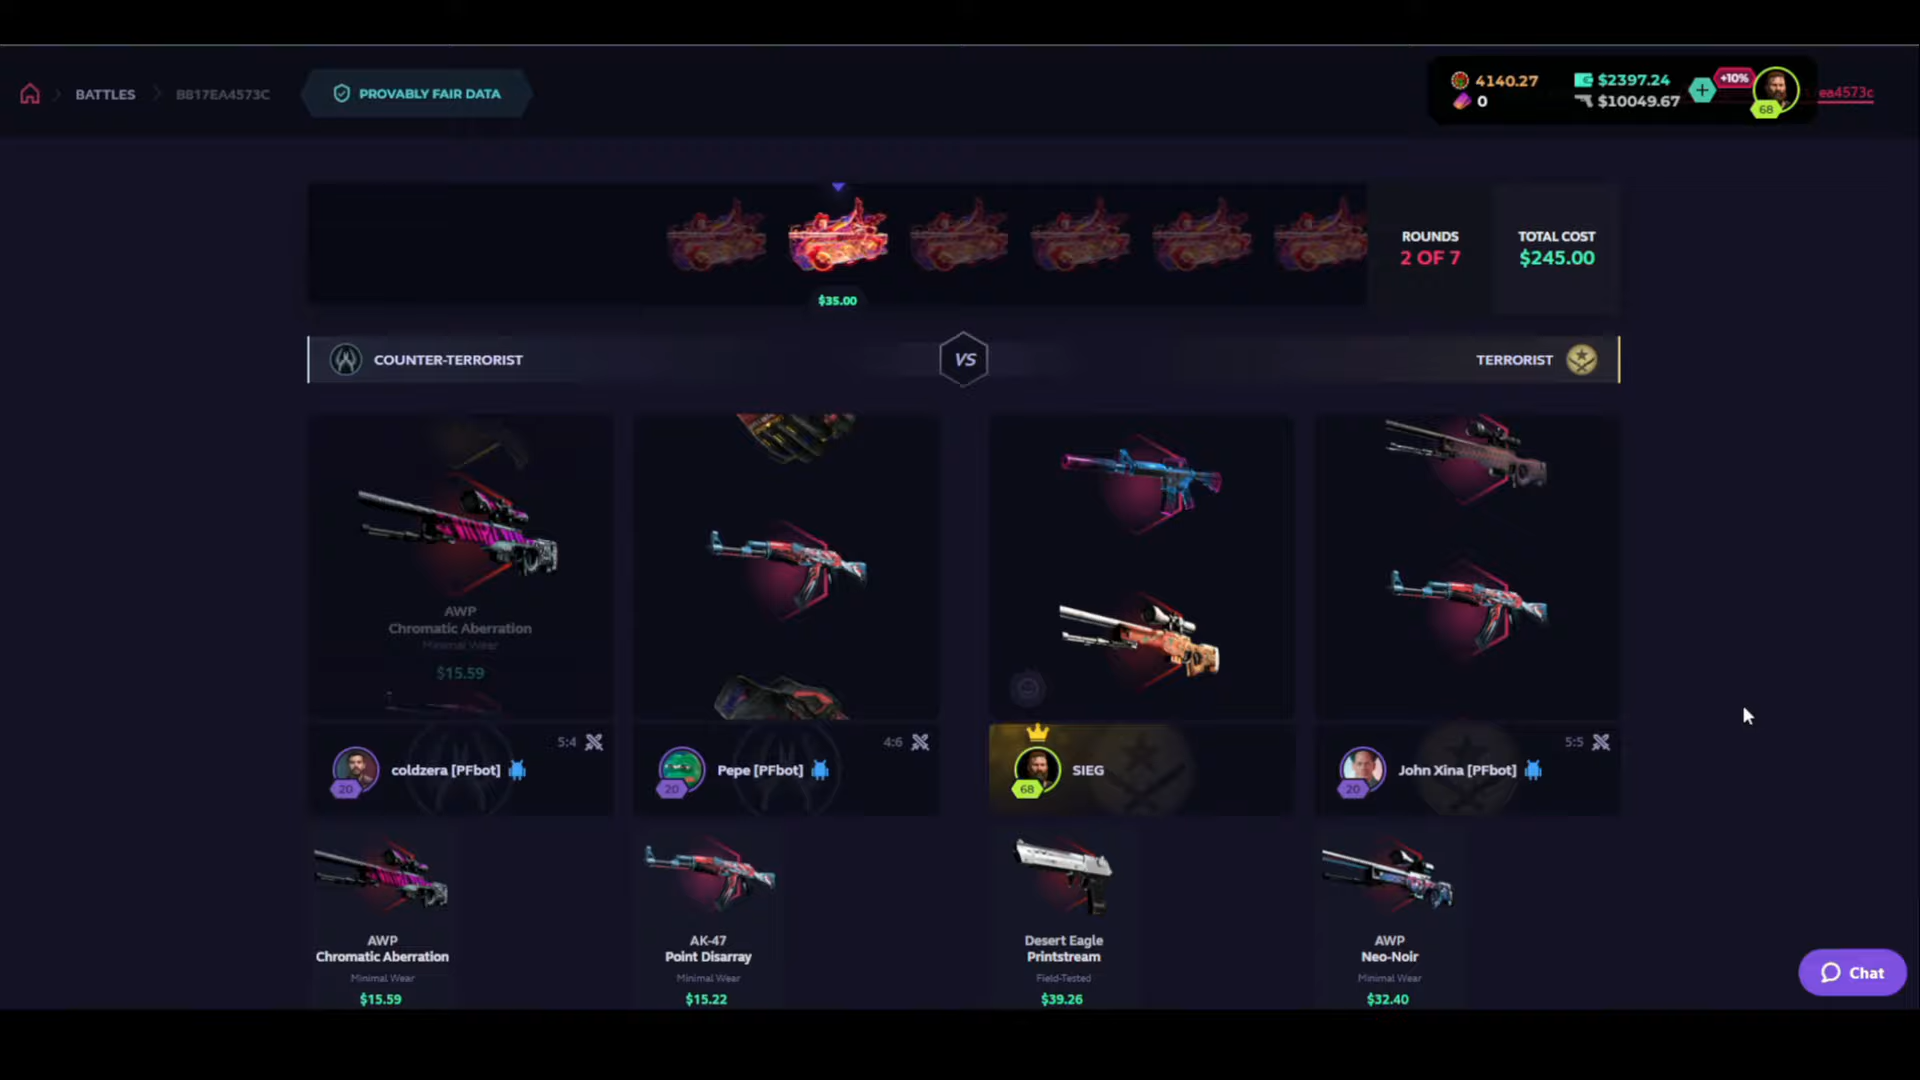 BATTLES
B817EA4573C
PROVABLY FAIR DATA
4140.27
0
$2397.24
$10049.67
+10%
68
ea4573c
ROUNDS
2 OF 7
TOTAL COST
$245.00
$35.00
COUNTER-TERRORIST
VS
TERRORIST
AWP
Chromatic Aberration
Minimal Wear
$15.59
5:4
coldzera [PFbot]
20
4:6
Pepe [PFbot]
20
SIEG
68
5:5
John Xina [PFbot]
20
AWP
Chromatic Aberration
Minimal Wear
$15.59
AK-47
Point Disarray
Minimal Wear
$15.22
Desert Eagle
Printstream
Field-Tested
$39.26
AWP
Neo-Noir
Minimal Wear
$32.40
Chat